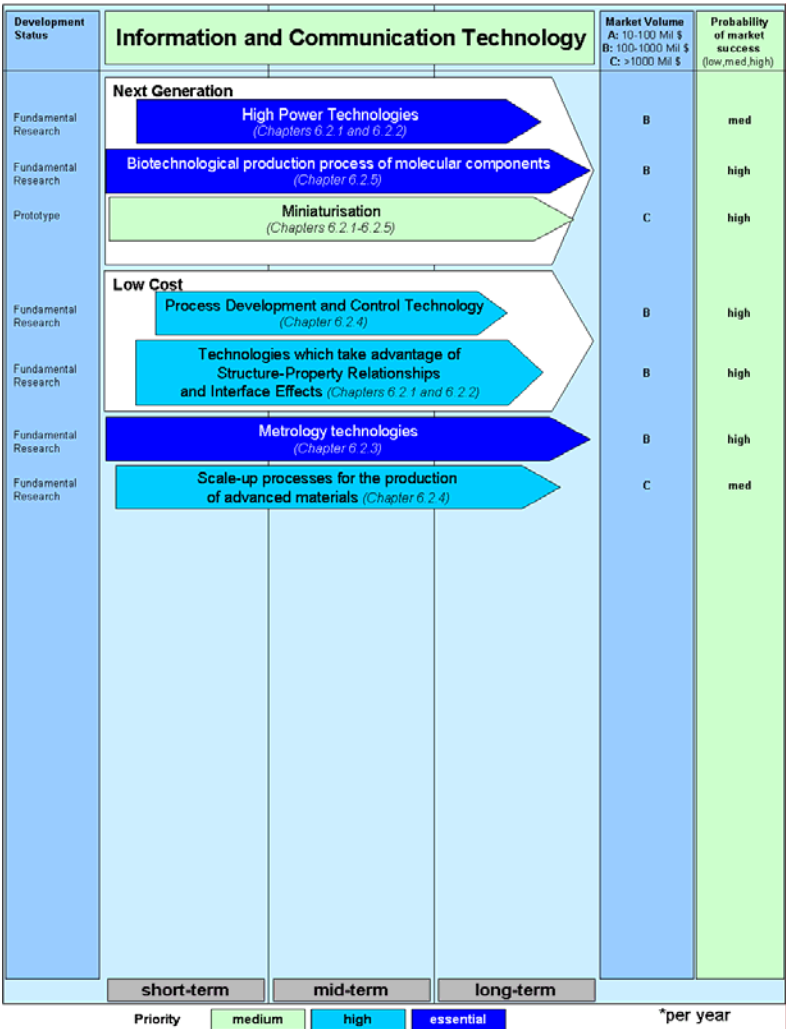 Development
Status
Information and Communication Technology
Market Volume
A: 10-100 Mil $
B: 100-1000 Mil $
C: >1000 Mil $
Probability
of market
success
(low,med,high)
Next Generation
Fundamental
Research
High Power Technologies
(Chapters 6.2.1 and 6.2.2)
B
med
Fundamental
Research
Biotechnological production process of molecular components
(Chapter 6.2.5)
B
high
Prototype
Miniaturisation
(Chapters 6.2.1-6.2.5)
C
high
Low Cost
Fundamental
Research
Process Development and Control Technology
(Chapter 6.2.4)
B
high
Fundamental
Research
Technologies which take advantage of
Structure-Property Relationships
and Interface Effects (Chapters 6.2.1 and 6.2.2)
B
high
Fundamental
Research
Metrology technologies
(Chapter 6.2.3)
B
high
Fundamental
Research
Scale-up processes for the production
of advanced materials (Chapter 6.2.4)
C
med
short-term mid-term long-term
Priority medium high essential *per year